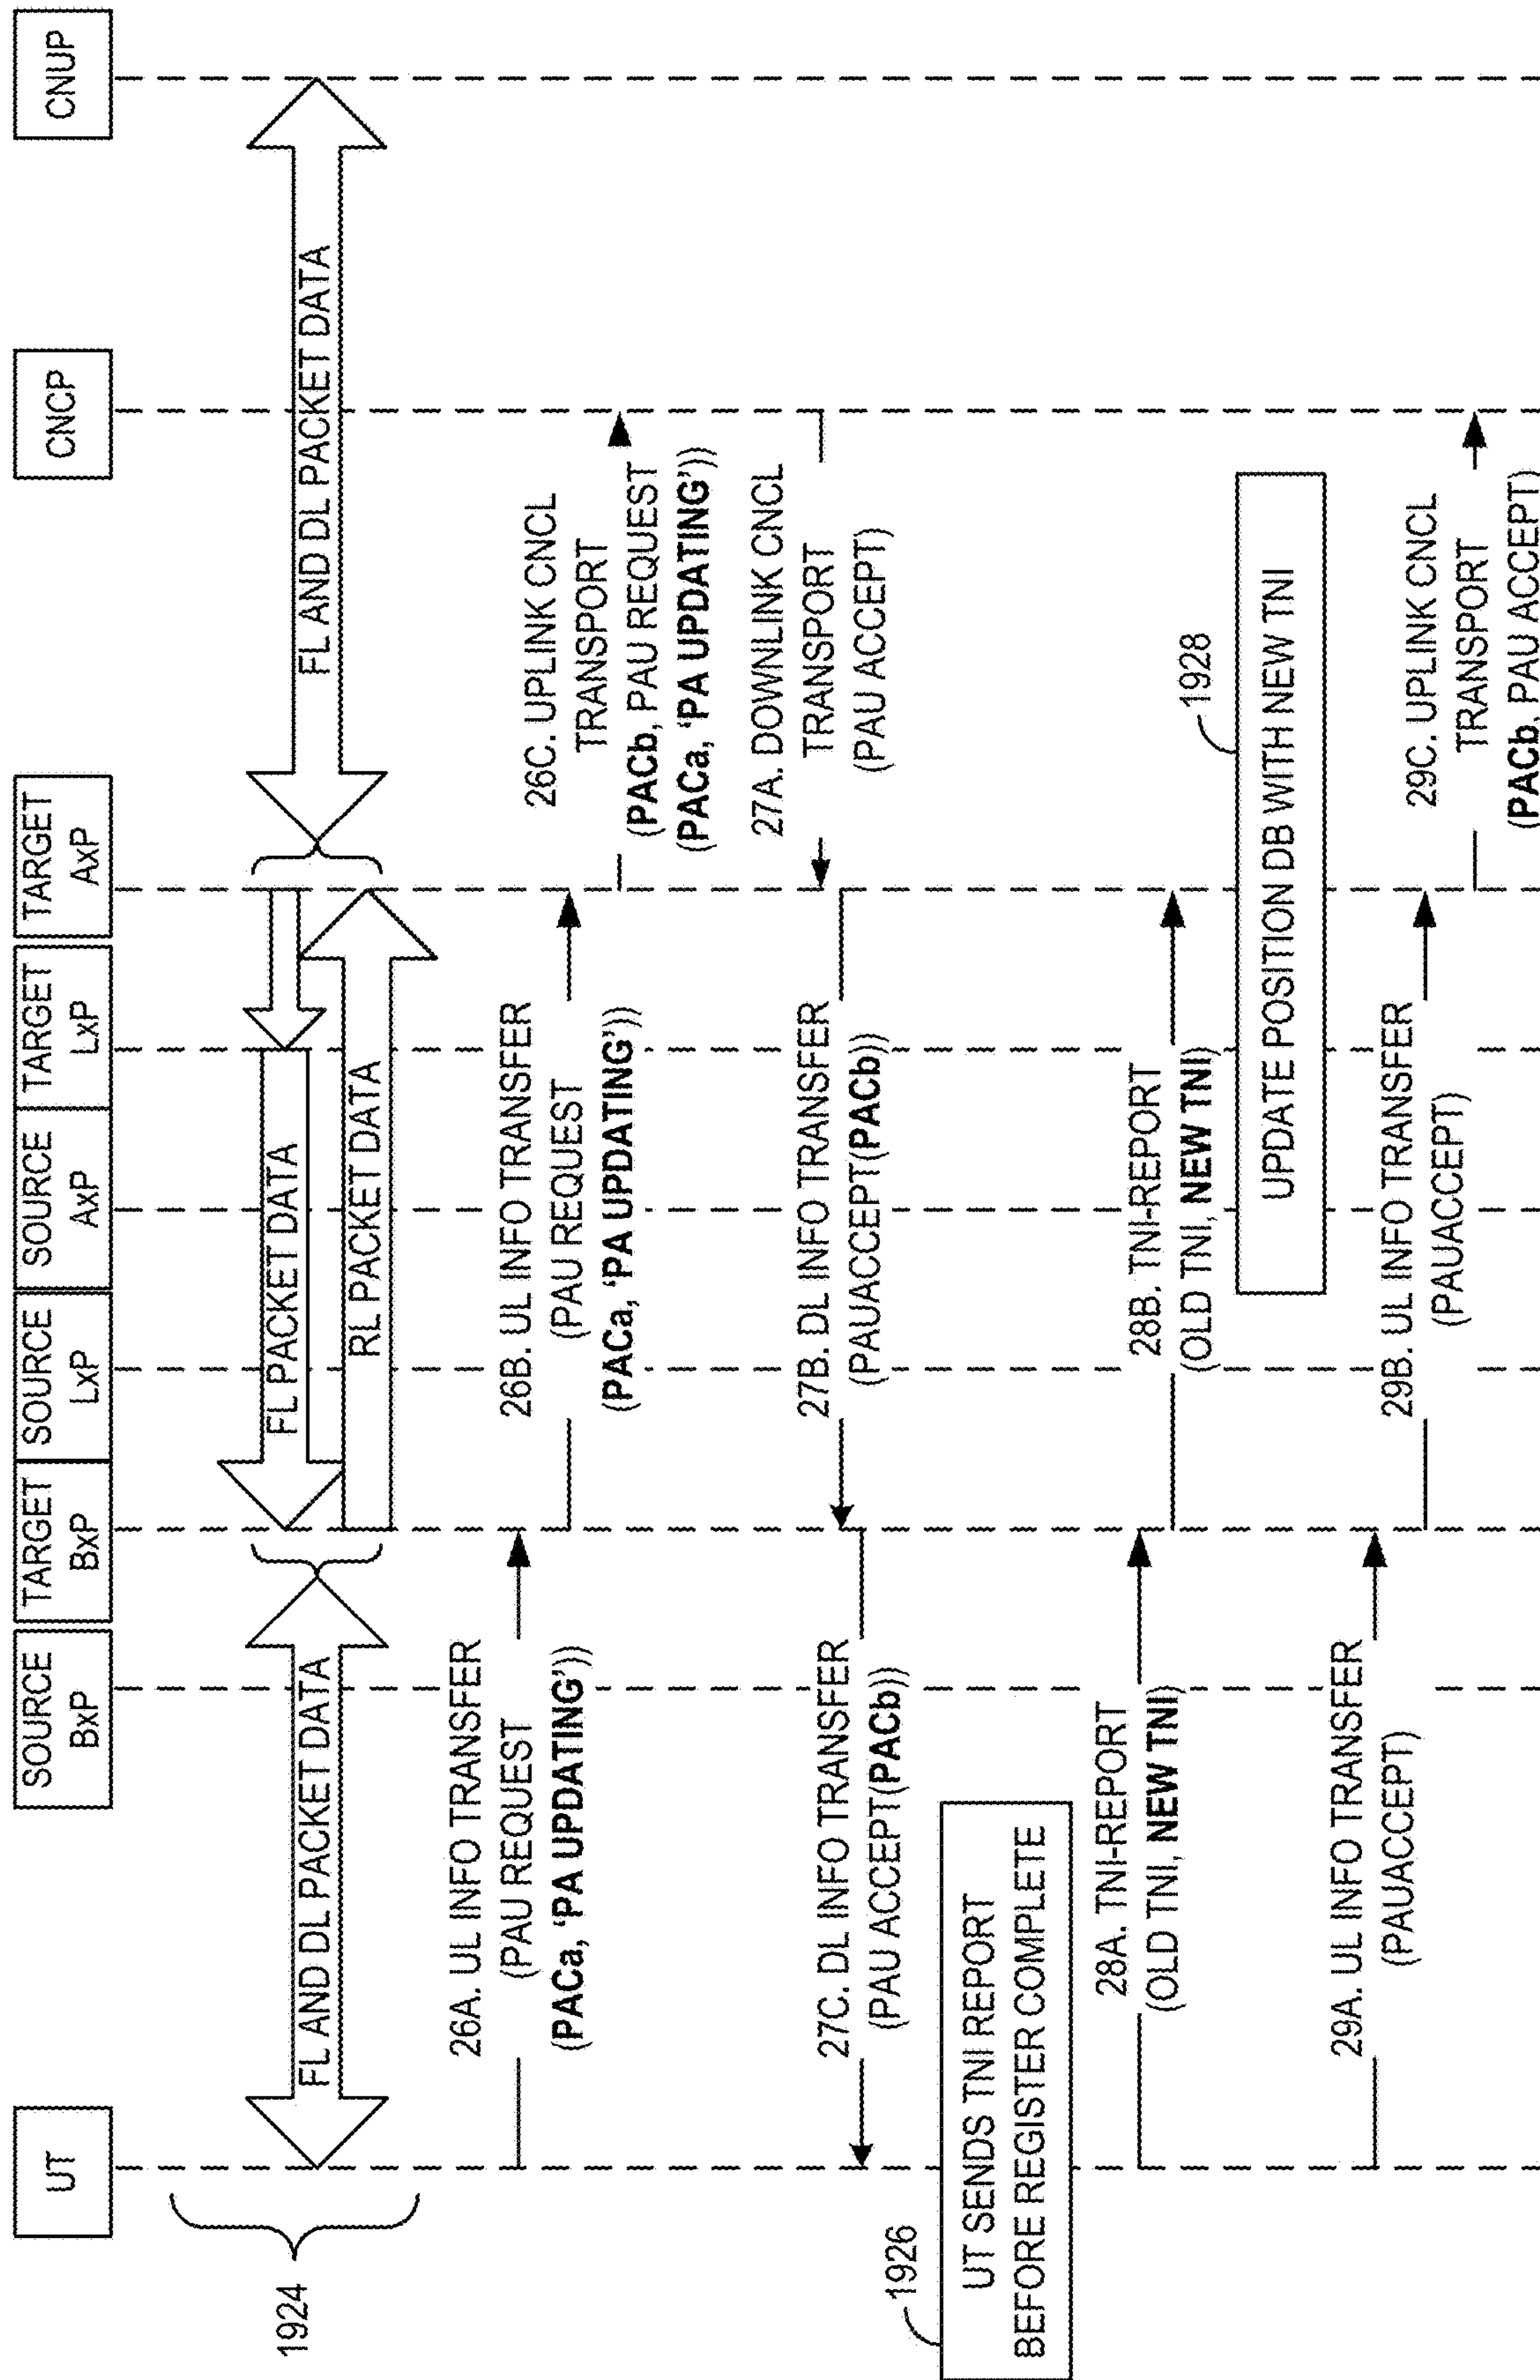 UT
SOURCE
BxP
TARGET
BxP
SOURCE
LxP
SOURCE
AxP
TARGET
LxP
TARGET
AxP
CNCP
CNUP
1924
FL AND DL PACKET DATA
FL PACKET DATA
RL PACKET DATA
FL AND DL PACKET DATA
26A. UL INFO TRANSFER
(PAU REQUEST
(PACa, ‘PA UPDATING’))
26B. UL INFO TRANSFER
(PAU REQUEST
(PACa, ‘PA UPDATING’))
26C. UPLINK CNCL
TRANSPORT
(PACb, PAU REQUEST
(PACa, ‘PA UPDATING’))
27A. DOWNLINK CNCL
TRANSPORT
(PAU ACCEPT)
27B. DL INFO TRANSFER
(PAUACCEPT(PACb))
27C. DL INFO TRANSFER
(PAU ACCEPT(PACb))
1926
UT SENDS TNI REPORT
BEFORE REGISTER COMPLETE
28A. TNI-REPORT
(OLD TNI, NEW TNI)
28B. TNI-REPORT
(OLD TNI, NEW TNI)
1928
UPDATE POSITION DB WITH NEW TNI
29A. UL INFO TRANSFER
(PAUACCEPT)
29B. UL INFO TRANSFER
(PAUACCEPT)
29C. UPLINK CNCL
TRANSPORT
(PACb, PAU ACCEPT)